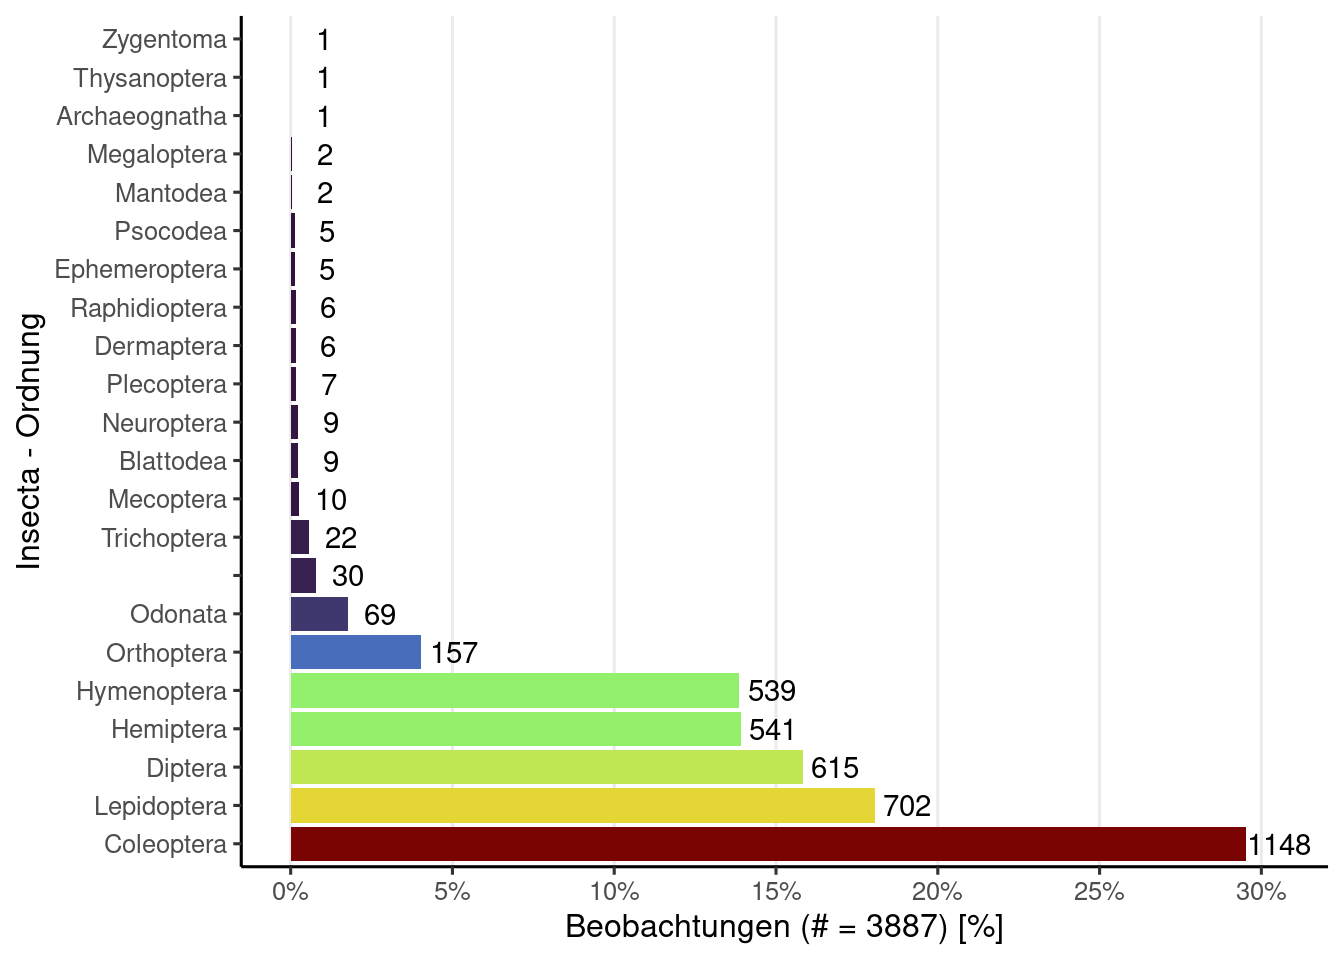 Insecta - Ordnung
Zygentoma 1
Thysanoptera 1
Archaeognatha 1
Megaloptera 2
Mantodea 2
Psocodea 5
Ephemeroptera 5
Raphidioptera 6
Dermaptera 6
Plecoptera 7
Neuroptera 9
Blattodea 9
Mecoptera 10
Trichoptera 22
30
Odonata 69
Orthoptera 157
Hymenoptera 539
Hemiptera 541
Diptera 615
Lepidoptera 702
Coleoptera 1148
0% 5% 10% 15% 20% 25% 30%
Beobachtungen (# = 3887) [%]